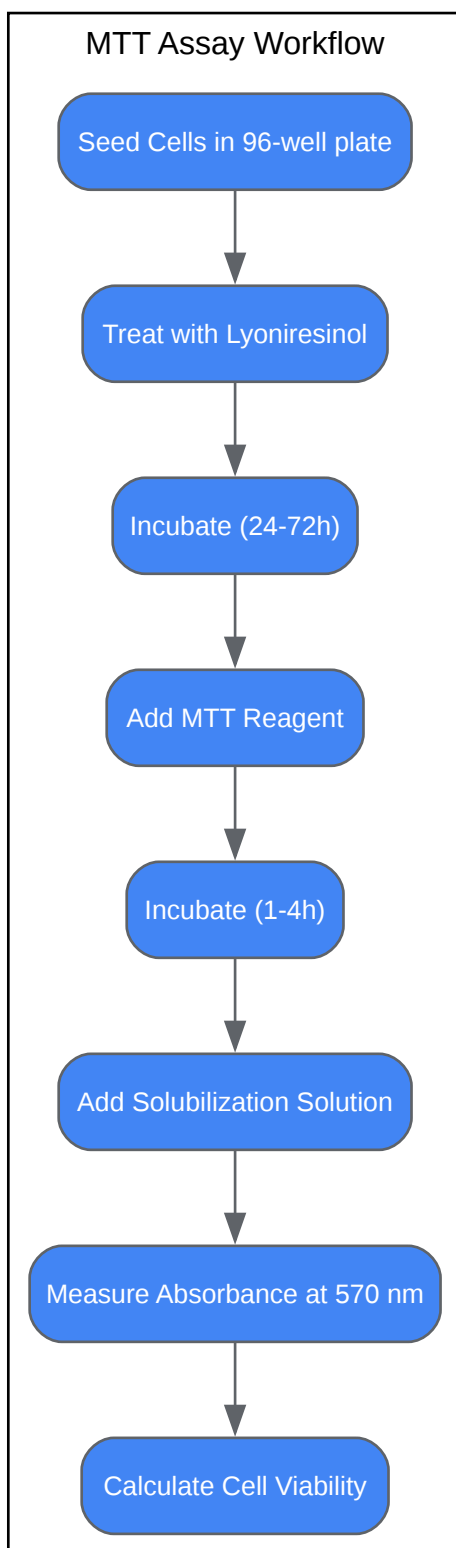 MTT Assay Workflow
Seed Cells in 96-well plate
Treat with Lyoniresinol
Incubate (24-72h)
Add MTT Reagent
Incubate (1-4h)
Add Solubilization Solution
Measure Absorbance at 570 nm
Calculate Cell Viability